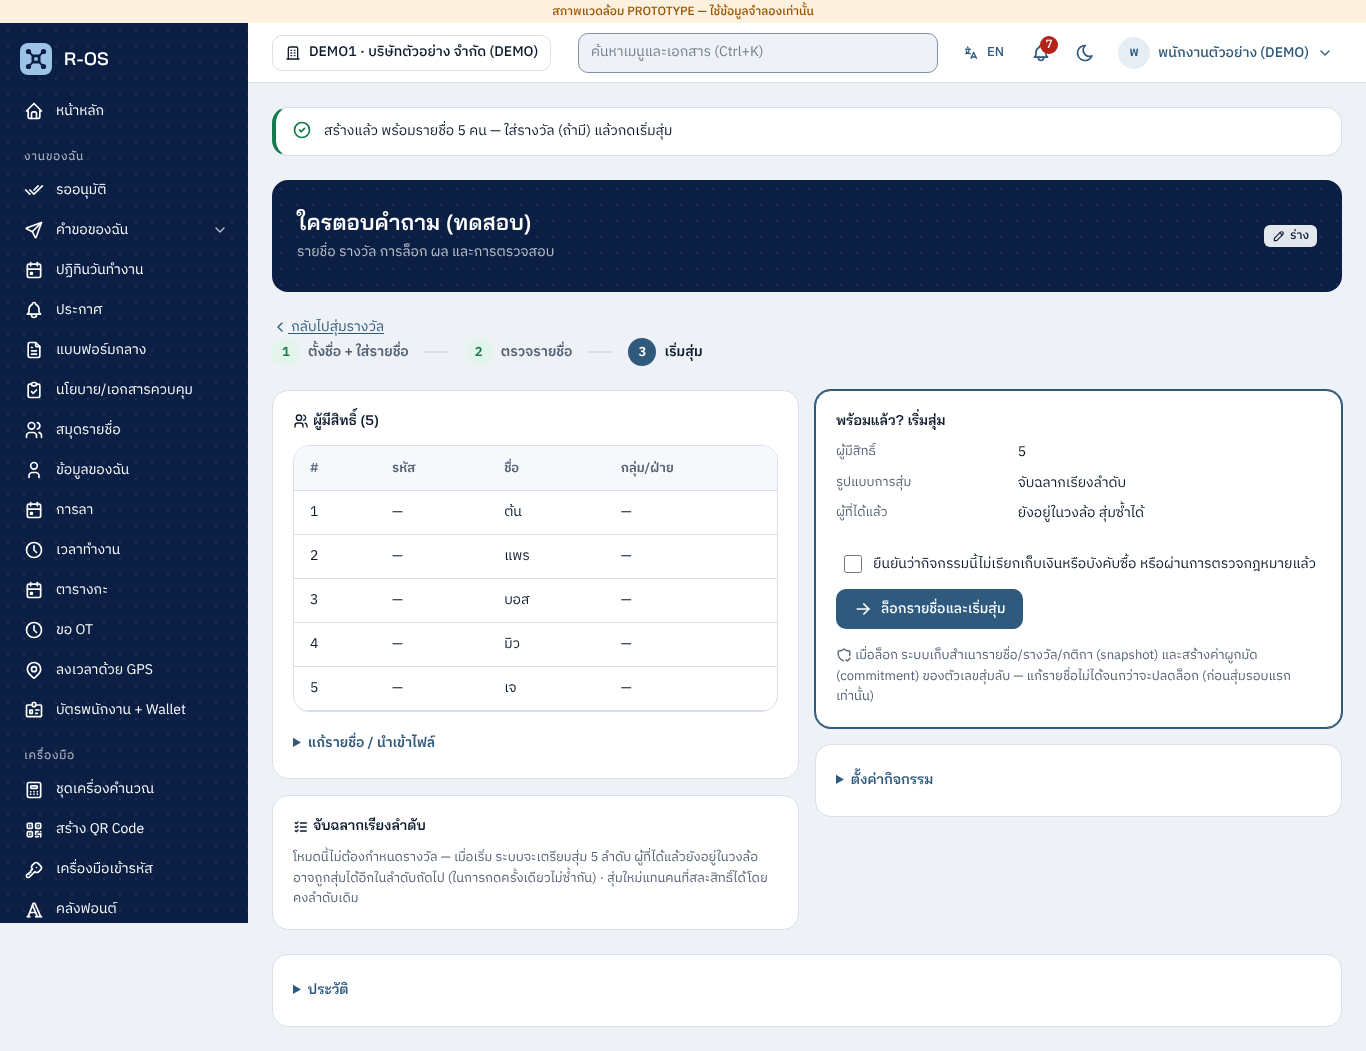 สภาพแวดล้อม PROTOTYPE — ใช้ข้อมูลจำลองเท่านั้น
R-OS
DEMO1 · บริษัทตัวอย่าง จำกัด (DEMO)
ค้นหาเมนูและเอกสาร (Ctrl+K)
EN
7
พ
พนักงานตัวอย่าง (DEMO)
หน้าหลัก
งานของฉัน
รออนุมัติ
คำขอของฉัน
ปฏิทินวันทำงาน
ประกาศ
แบบฟอร์มกลาง
นโยบาย/เอกสารควบคุม
สมุดรายชื่อ
ข้อมูลของฉัน
การลา
เวลาทำงาน
ตารางกะ
ขอ OT
ลงเวลาด้วย GPS
บัตรพนักงาน + Wallet
เครื่องมือ
ชุดเครื่องคำนวณ
สร้าง QR Code
เครื่องมือเข้ารหัส
คลังฟอนต์
สร้างแล้ว พร้อมรายชื่อ 5 คน — ใส่รางวัล (ถ้ามี) แล้วกดเริ่มสุ่ม
ใครตอบคำถาม (ทดสอบ)
รายชื่อ รางวัล การล็อก ผล และการตรวจสอบ
ร่าง
กลับไปสุ่มรางวัล
1 ตั้งชื่อ + ใส่รายชื่อ
2 ตรวจรายชื่อ
3 เริ่มสุ่ม
ผู้มีสิทธิ์ (5)
# รหัส ชื่อ กลุ่ม/ฝ่าย
1 — ต้น —
2 — แพร —
3 — บอส —
4 — มิว —
5 — เจ —
แก้รายชื่อ / นำเข้าไฟล์
จับฉลากเรียงลำดับ
โหมดนี้ไม่ต้องกำหนดรางวัล — เมื่อเริ่ม ระบบจะเตรียมสุ่ม 5 ลำดับ ผู้ที่ได้แล้วยังอยู่ในวงล้อ
อาจถูกสุ่มได้อีกในลำดับถัดไป (ในการกดครั้งเดียวไม่ซ้ำกัน) · สุ่มใหม่แทนคนที่สละสิทธิ์ได้โดย
คงลำดับเดิม
พร้อมแล้ว? เริ่มสุ่ม
ผู้มีสิทธิ์ 5
รูปแบบการสุ่ม จับฉลากเรียงลำดับ
ผู้ที่ได้แล้ว ยังอยู่ในวงล้อ สุ่มซ้ำได้
ยืนยันว่ากิจกรรมนี้ไม่เรียกเก็บเงินหรือบังคับซื้อ หรือผ่านการตรวจกฎหมายแล้ว
ล็อกรายชื่อและเริ่มสุ่ม
เมื่อล็อก ระบบเก็บสำเนารายชื่อ/รางวัล/กติกา (snapshot) และสร้างค่าผูกมัด
(commitment) ของตัวเลขสุ่มลับ — แก้รายชื่อไม่ได้จนกว่าจะปลดล็อก (ก่อนสุ่มรอบแรก
เท่านั้น)
ตั้งค่ากิจกรรม
ประวัติ